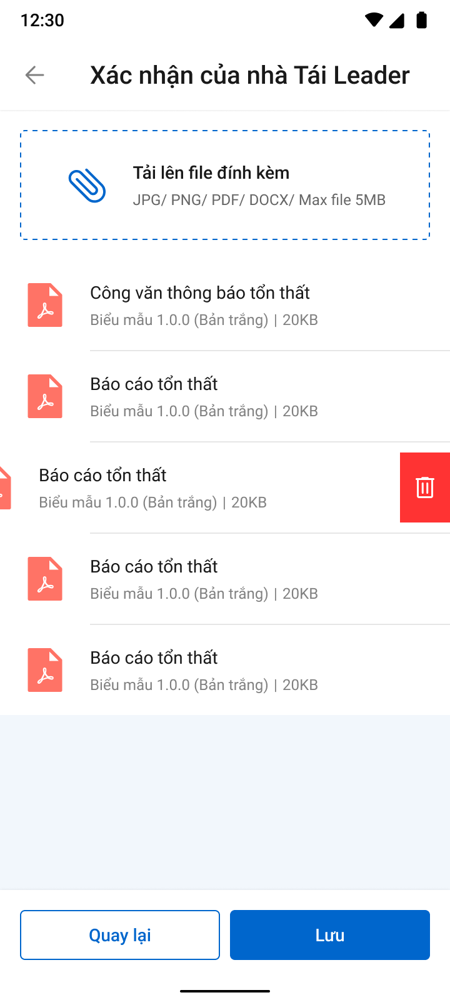 12:30
Xác nhận của nhà Tái Leader
Tải lên file đính kèm
JPG/ PNG/ PDF/ DOCX/ Max file 5MB
Công văn thông báo tổn thất
Biểu mẫu 1.0.0 (Bản trắng) | 20KB
Báo cáo tổn thất
Biểu mẫu 1.0.0 (Bản trắng) | 20KB
Báo cáo tổn thất
Biểu mẫu 1.0.0 (Bản trắng) | 20KB
Báo cáo tổn thất
Biểu mẫu 1.0.0 (Bản trắng) | 20KB
Báo cáo tổn thất
Biểu mẫu 1.0.0 (Bản trắng) | 20KB
Quay lại
Lưu